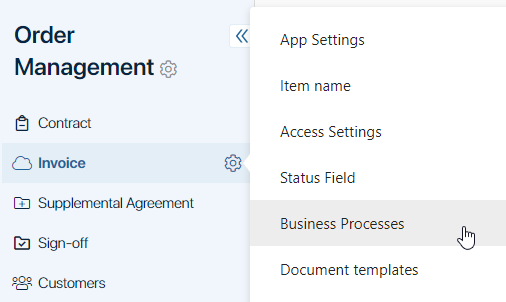 Order
Management
Contract
Invoice
Supplemental Agreement
Sign-off
Customers
App Settings
Item name
Access Settings
Status Field
Business Processes
Document templates